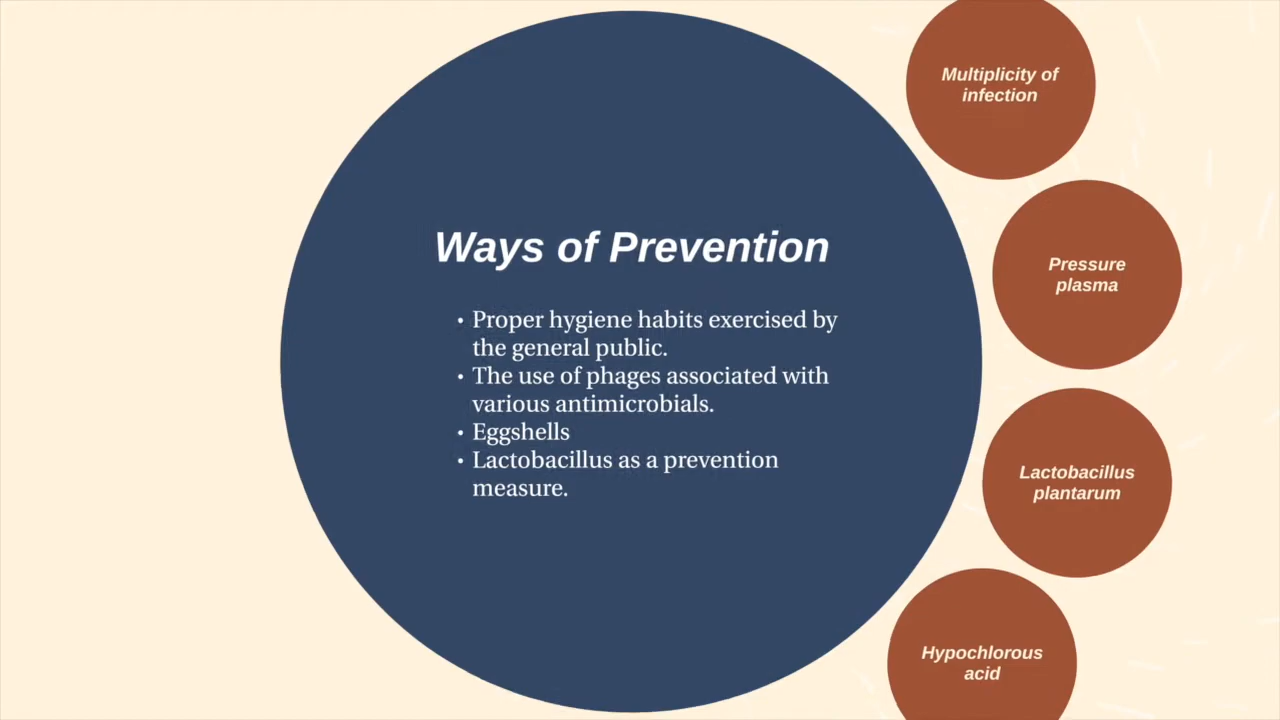 Ways of Prevention
• Proper hygiene habits exercised by
the general public.
• The use of phages associated with
various antimicrobials.
• Eggshells
• Lactobacillus as a prevention
measure.
Multiplicity of
infection
Pressure
plasma
Lactobacillus
plantarum
Hypochlorous
acid